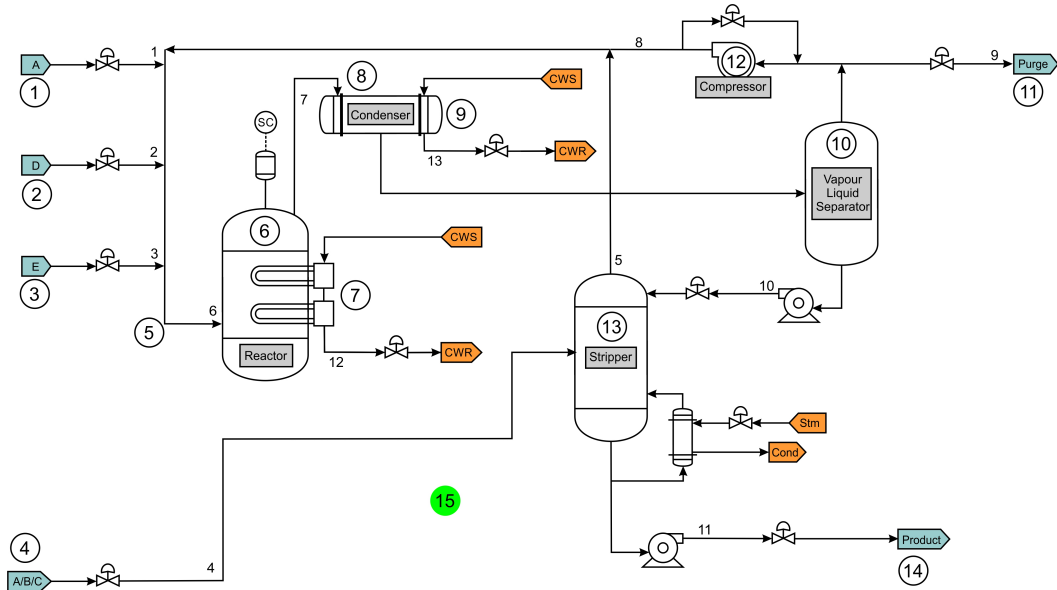 8
12
Compressor
9
Purge
11
A
1
1
8
7
CWS
Condenser
9
13
CWR
SC
D
2
2
10
Vapour
Liquid
Separator
6
CWS
E
3
3
5
10
7
6
5
13
Reactor
12
CWR
Stripper
Stm
Cond
15
4
A/B/C
4
11
Product
14